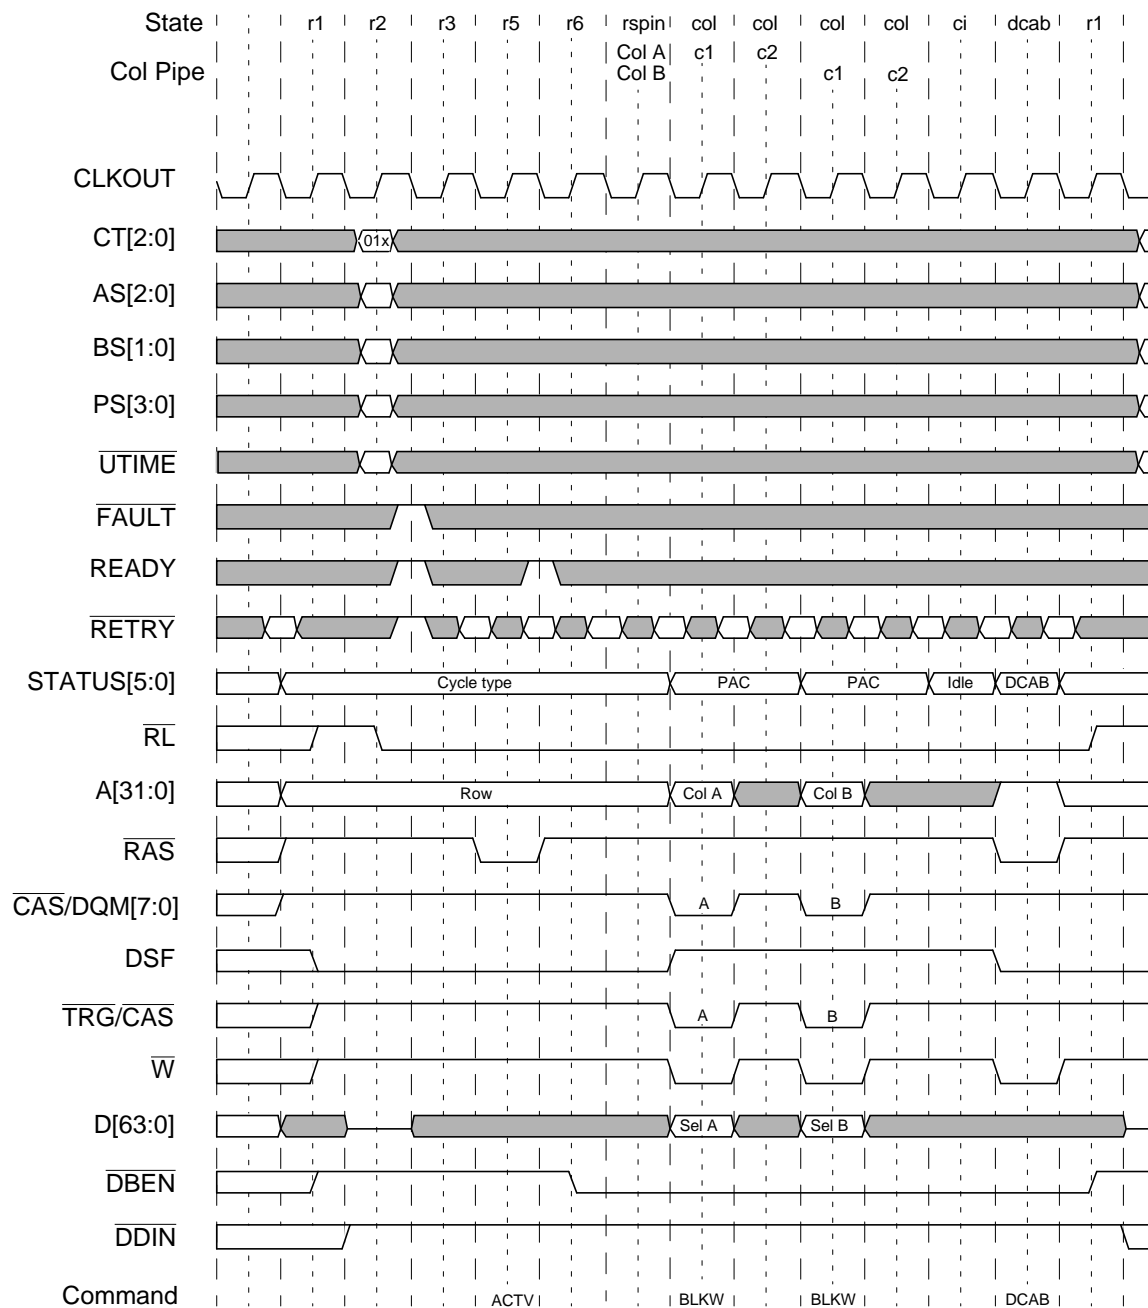 State r1 r2 r3 r5 r6 rspin col col col col ci dcab r1
Col A c1 c2
Col Pipe Col B c1 c2
CLKOUT
CT[2:0] 01x
AS[2:0]
BS[1:0]
PS[3:0]
UTIME
FAULT
READY
RETRY
STATUS[5:0] Cycle type PAC PAC Idle DCAB
RL
A[31:0] Row Col A Col B
RAS
CAS/DQM[7:0] A B
DSF
TRG/CAS A B
W
D[63:0] Sel A Sel B
DBEN
DDIN
Command ACTV BLKW BLKW DCAB